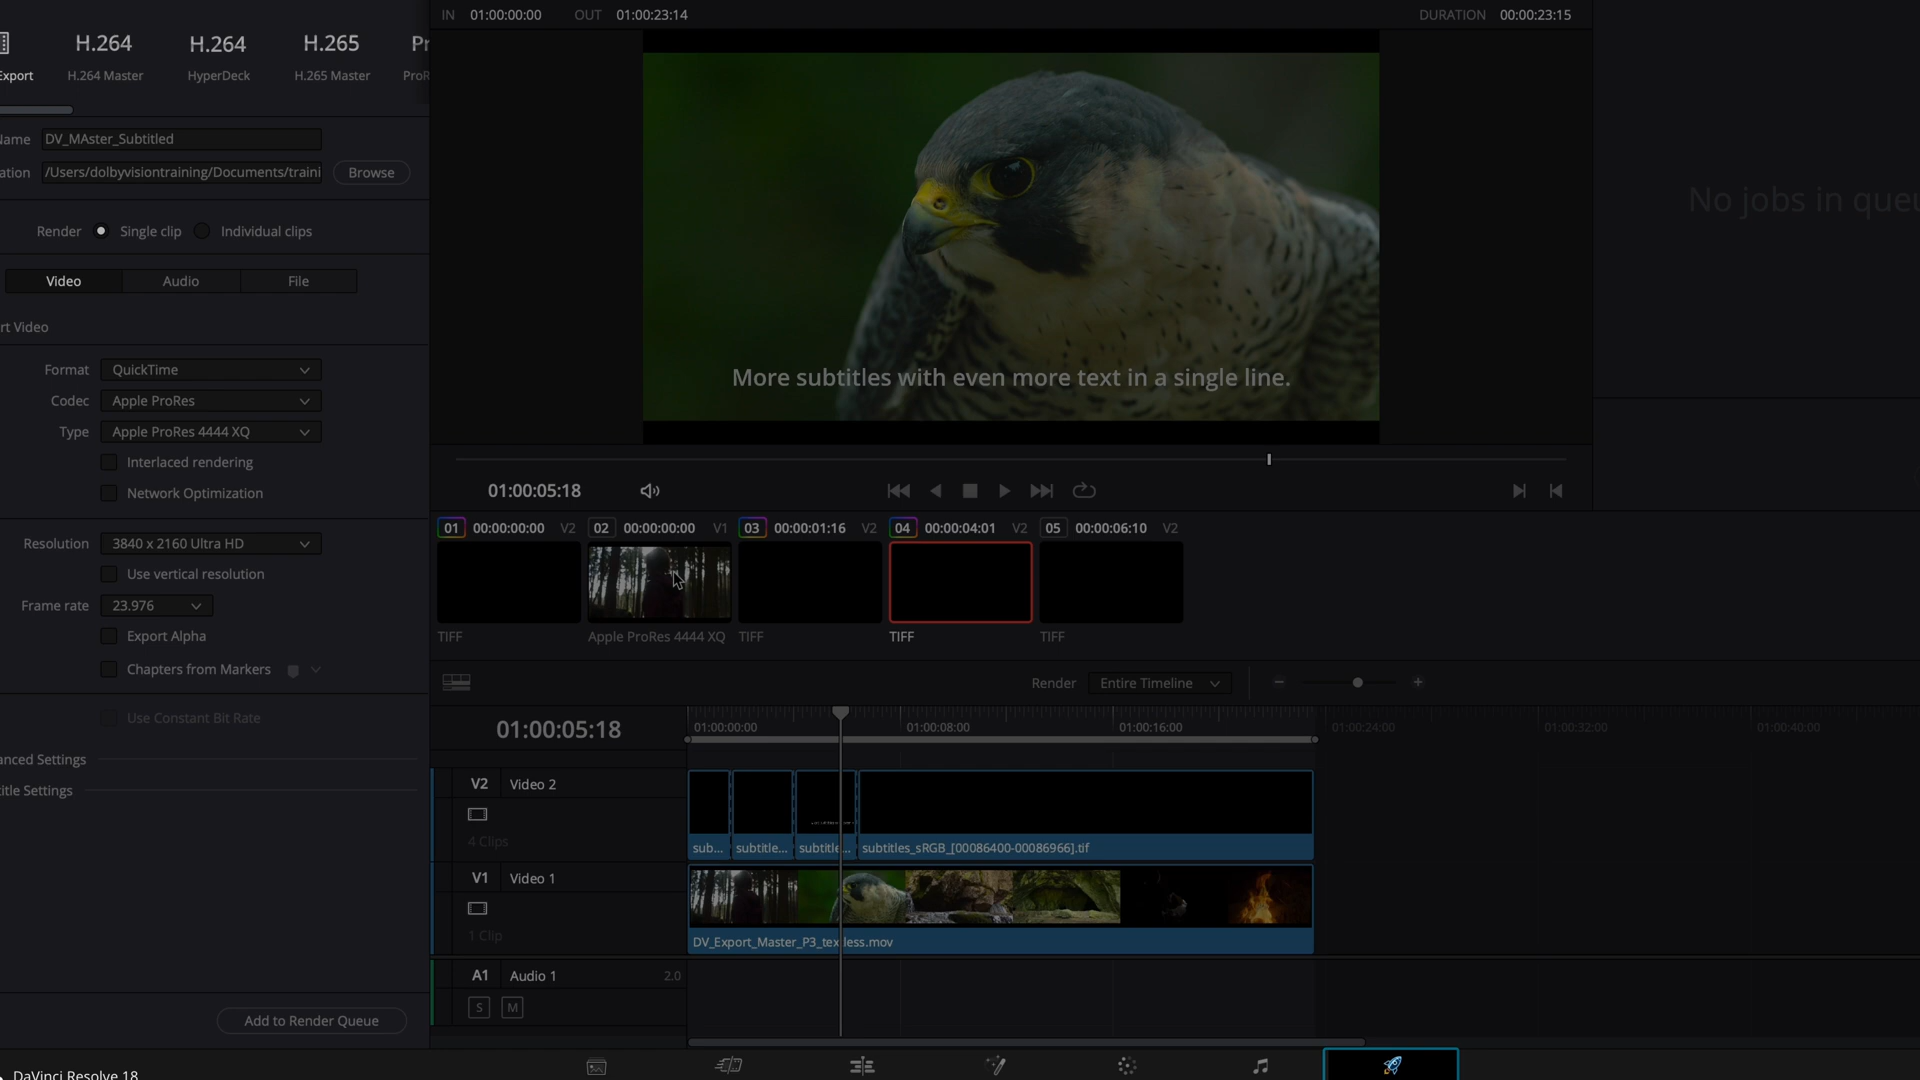 IN 01:00:00:00 OUT 01:00:23:14 DURATION 00:00:23:15
H.264 H.264 H.265 Pr
Export H.264 Master HyperDeck H.265 Master ProR
Name DV_MAster_Subtitled
ation /Users/dolbyvisiontraining/Documents/traini Browse
No jobs in queu
Render Single clip Individual clips
Video Audio File
rt Video
Format QuickTime
Codec Apple ProRes
Type Apple ProRes 4444 XQ
Interlaced rendering
Network Optimization
More subtitles with even more text in a single line.
01:00:05:18
01 00:00:00:00 V2 02 00:00:00:00 V1 03 00:00:01:16 V2 04 00:00:04:01 V2 05 00:00:06:10 V2
TIFF Apple ProRes 4444 XQ TIFF TIFF TIFF
Resolution 3840 x 2160 Ultra HD
Use vertical resolution
Frame rate 23.976
Export Alpha
Chapters from Markers
Use Constant Bit Rate
anced Settings
title Settings
Add to Render Queue
Render Entire Timeline
01:00:05:18 01:00:00:00 01:00:08:00 01:00:16:00 01:00:24:00 01:00:32:00 01:00:40:00
V2 Video 2
4 Clips
sub... subtitle... subtitle... subtitles_sRGB_[00086400-00086966].tif
V1 Video 1
1 Clip
DV_Export_Master_P3_textless.mov
A1 Audio 1 2.0
S M
DaVinci Resolve 18